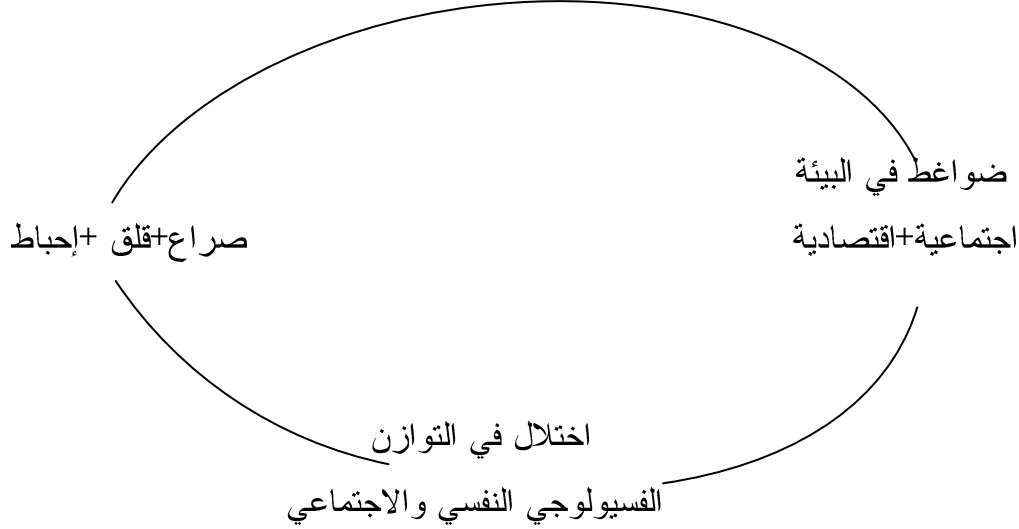 ضواغط في البيئة
اجتماعية+اقتصادية
صراع+قلق +إحباط
اختلال في التوازن
الفسيولوجي النفسي والاجتماعي